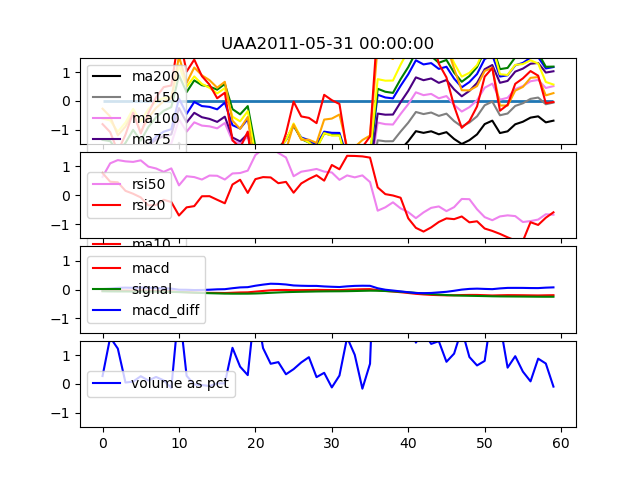 UAA2011-05-31 00:00:00
1
0
−1
ma200
ma150
ma100
ma75
1
0
−1
rsi50
rsi20
ma10
1
0
−1
macd
signal
macd_diff
1
0
−1
volume as pct
0 10 20 30 40 50 60